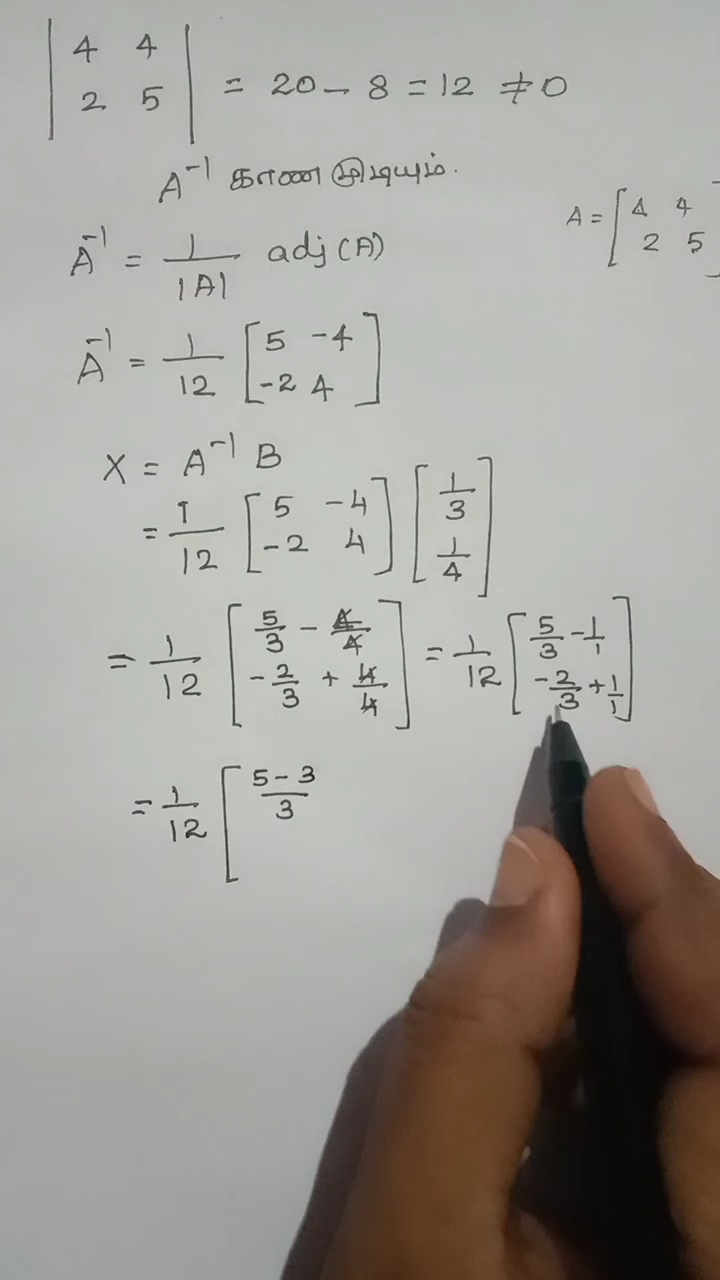 | 4 4 |
| 2 5 | = 20 - 8 = 12 ≠ 0
A⁻¹ காண முடியும்.
A = [ 4 4
2 5 ]
A⁻¹ = 1/|A| adj (A)
A⁻¹ = 1/12 [ 5 -4
-2 4 ]
X = A⁻¹ B
= 1/12 [ 5 -4
-2 4 ] [ 1/3
1/4 ]
= 1/12 [ 5/3 - 4/4
-2/3 + 4/4 ] = 1/12 [ 5/3 - 1/1
-2/3 + 1/1 ]
= 1/12 [ 5-3/3